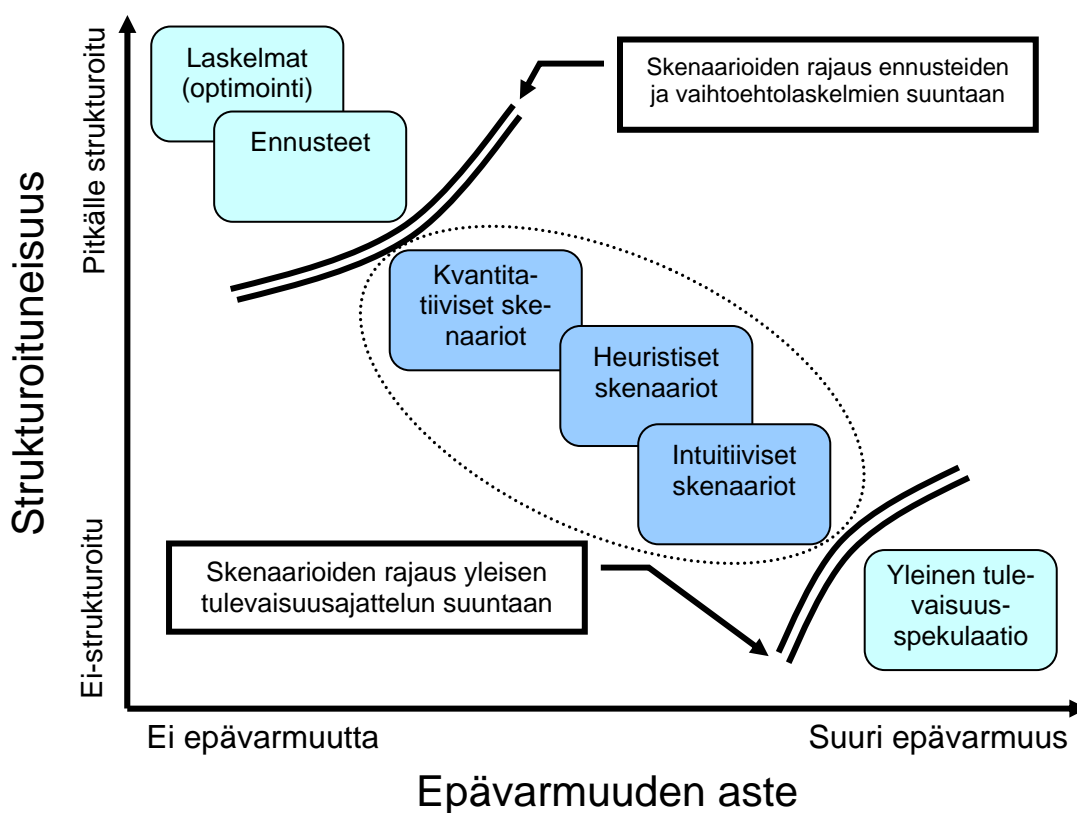 Laskelmat
(optimointi)
Ennusteet
Skenaarioiden rajaus ennusteiden
ja vaihtoehtolaskelmien suuntaan
Strukturoituneisuus
Pitkälle strukturoitu
Ei-strukturoitu
Kvantita-
tiiviset ske-
naariot
Heuristiset
skenaariot
Intuitiiviset
skenaariot
Skenaarioiden rajaus yleisen
tulevaisuusajattelun suuntaan
Yleinen tule-
vaisuus-
spekulaatio
Ei epävarmuutta
Suuri epävarmuus
Epävarmuuden aste